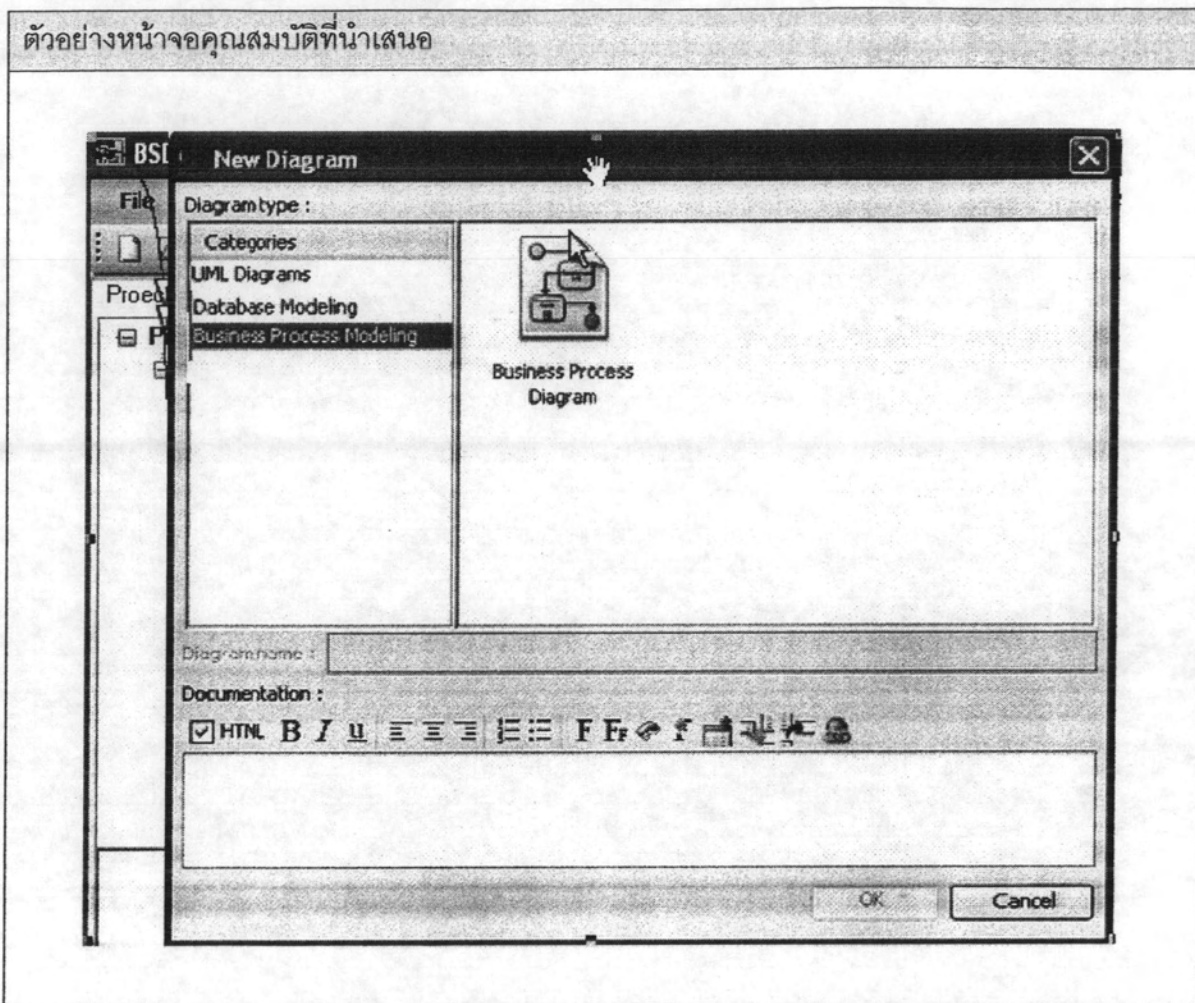 ตัวอย่างหน้าจอคุณสมบัติที่นำเสนอ
BSD
New Diagram
File
Diagram type :
Categories
UML Diagrams
Proec
Database Modeling
P
Business Process Modeling
Business Process
Diagram
Diagram name :
Documentation :
HTML B I U F FF
OK
Cancel